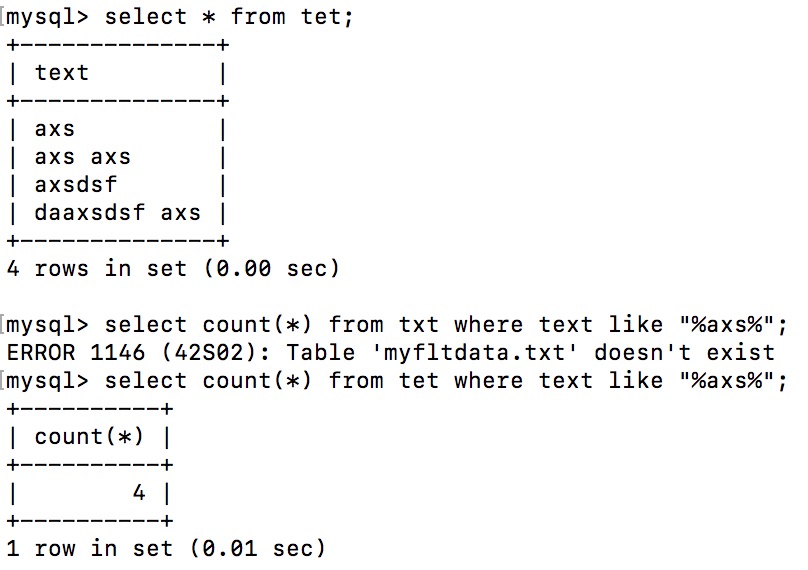 mysql> select * from tet;
+--------------+
| text         |
+--------------+
| axs          |
| axs axs      |
| axsdsf       |
| daaxsdsf axs |
+--------------+
4 rows in set (0.00 sec)

mysql> select count(*) from txt where text like "%axs%";
ERROR 1146 (42S02): Table 'myfltdata.txt' doesn't exist
mysql> select count(*) from tet where text like "%axs%";
+----------+
| count(*) |
+----------+
|        4 |
+----------+
1 row in set (0.01 sec)